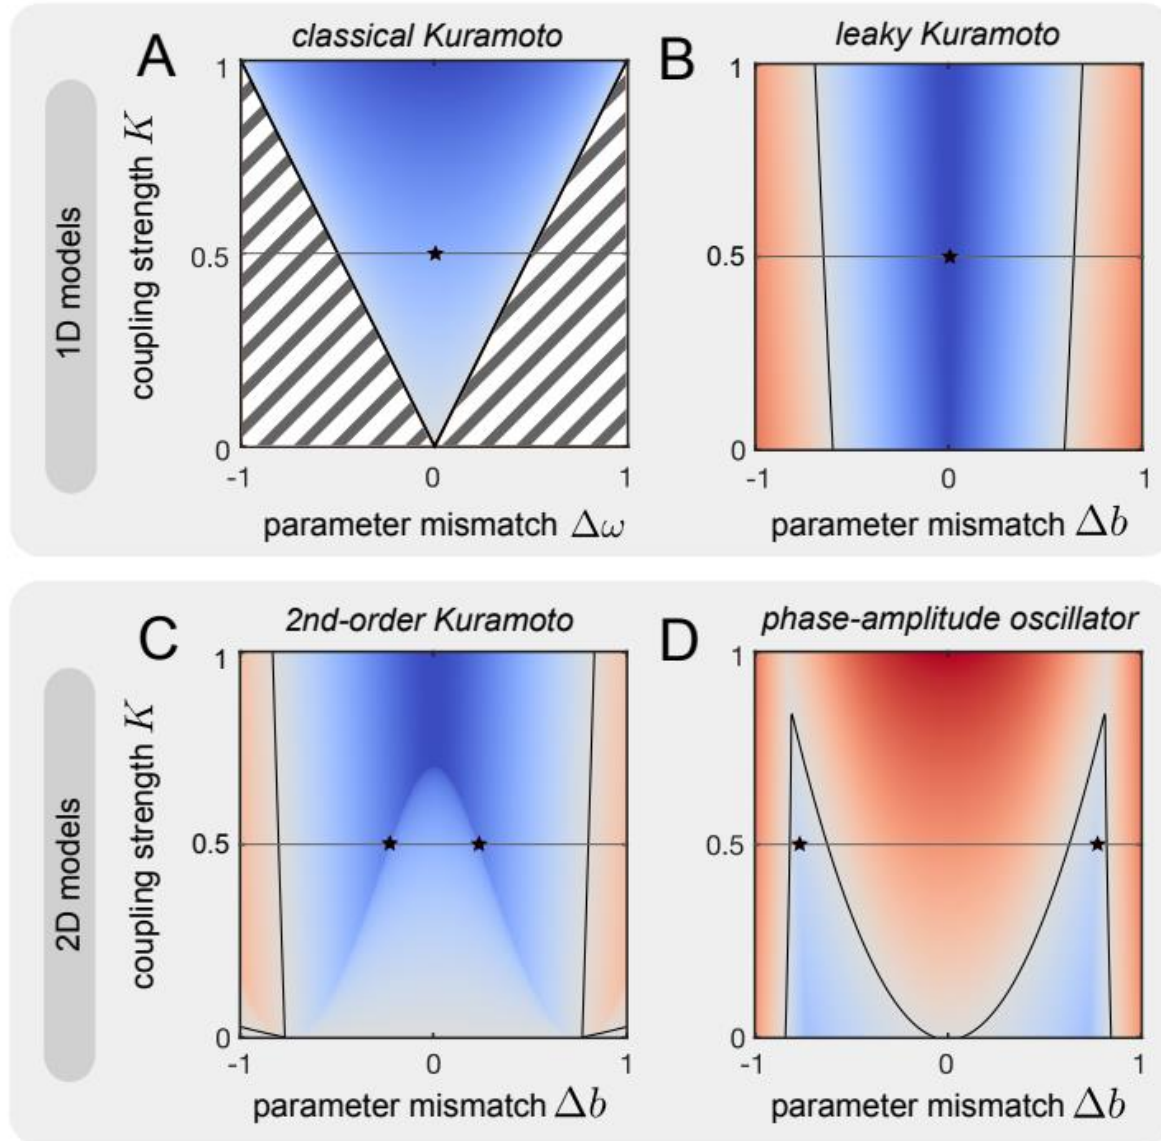 1D models
A
classical Kuramoto
coupling strength K
1
0.5
0
-1
0
1
parameter mismatch Δω
B
leaky Kuramoto
1
0.5
0
-1
0
1
parameter mismatch Δb
2D models
C
2nd-order Kuramoto
coupling strength K
1
0.5
0
-1
0
1
parameter mismatch Δb
D
phase-amplitude oscillator
1
0.5
0
-1
0
1
parameter mismatch Δb